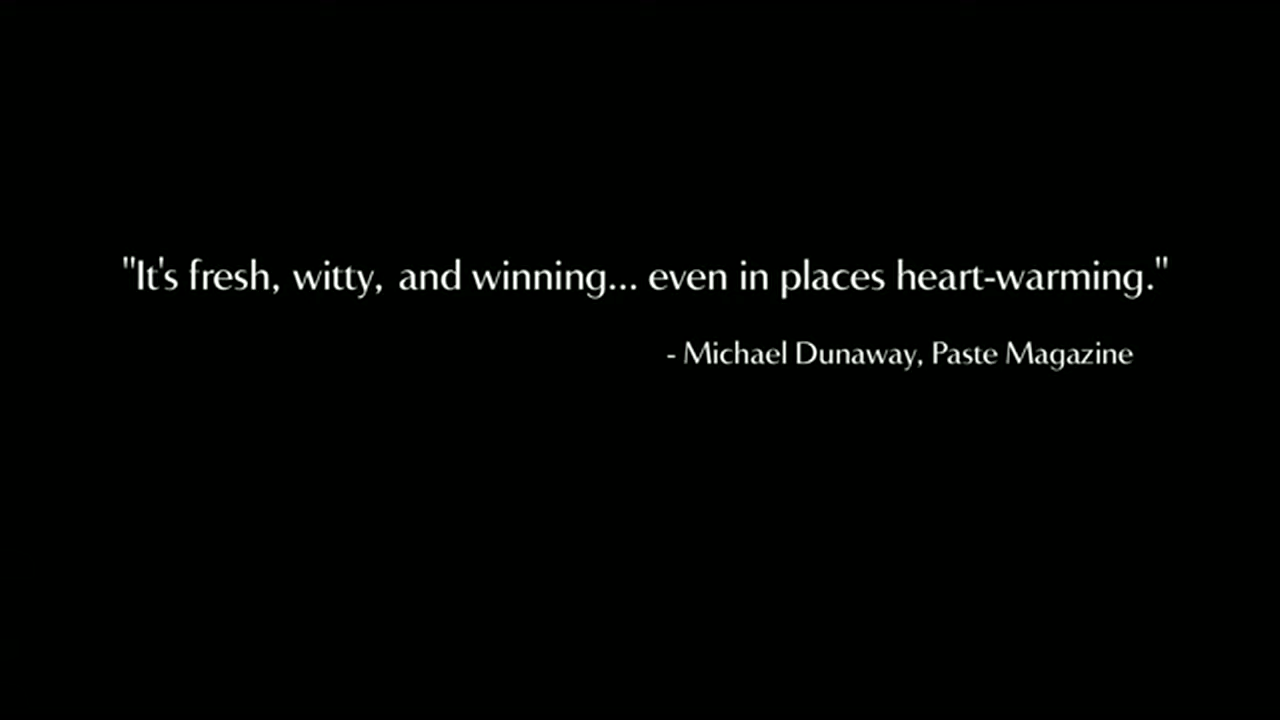 "It's fresh, witty, and winning... even in places heart-warming."
- Michael Dunaway, Paste Magazine